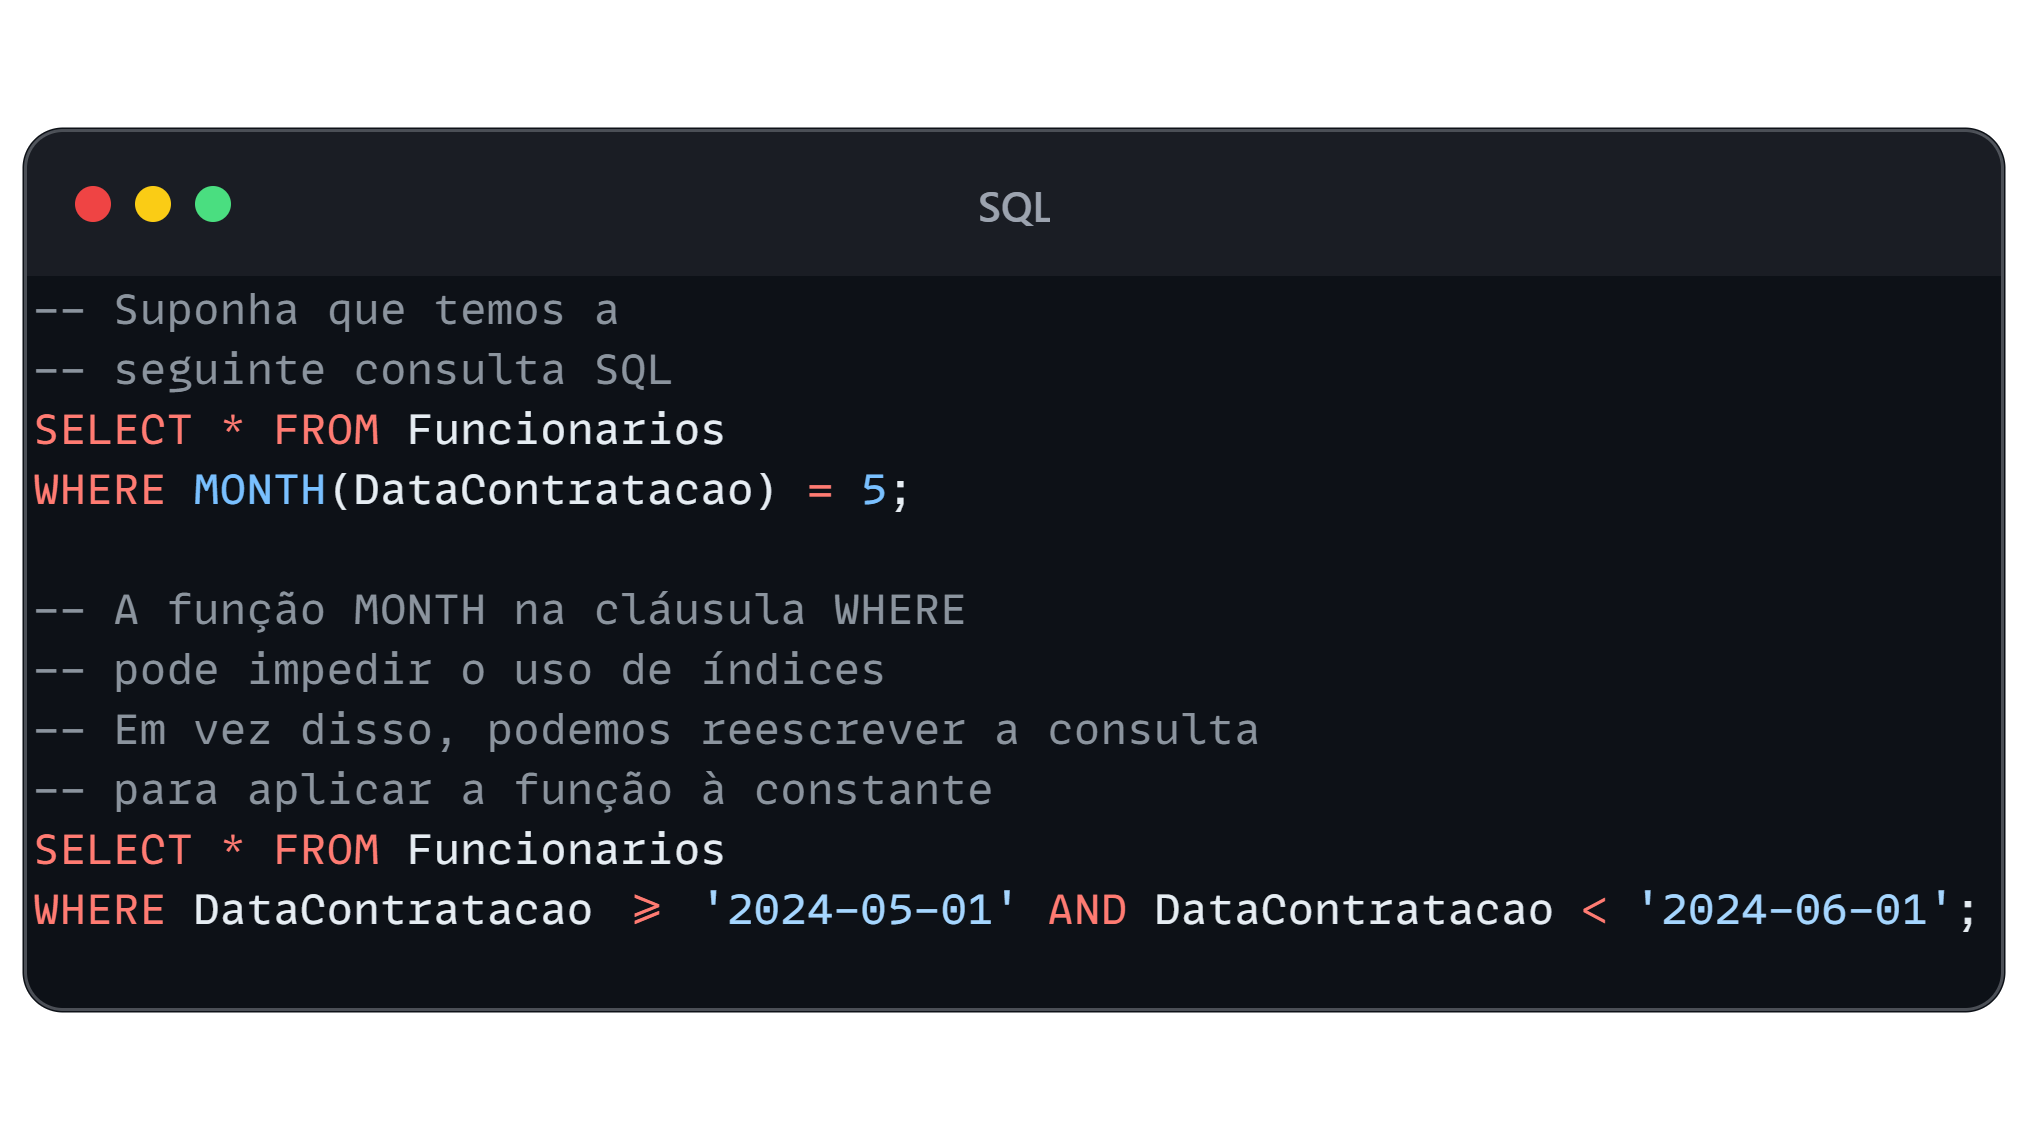 SQL
-- Suponha que temos a
-- seguinte consulta SQL
SELECT * FROM Funcionarios
WHERE MONTH(DataContratacao) = 5;
-- A função MONTH na cláusula WHERE
-- pode impedir o uso de índices
-- Em vez disso, podemos reescrever a consulta
-- para aplicar a função à constante
SELECT * FROM Funcionarios
WHERE DataContratacao >= '2024-05-01' AND DataContratacao < '2024-06-01';